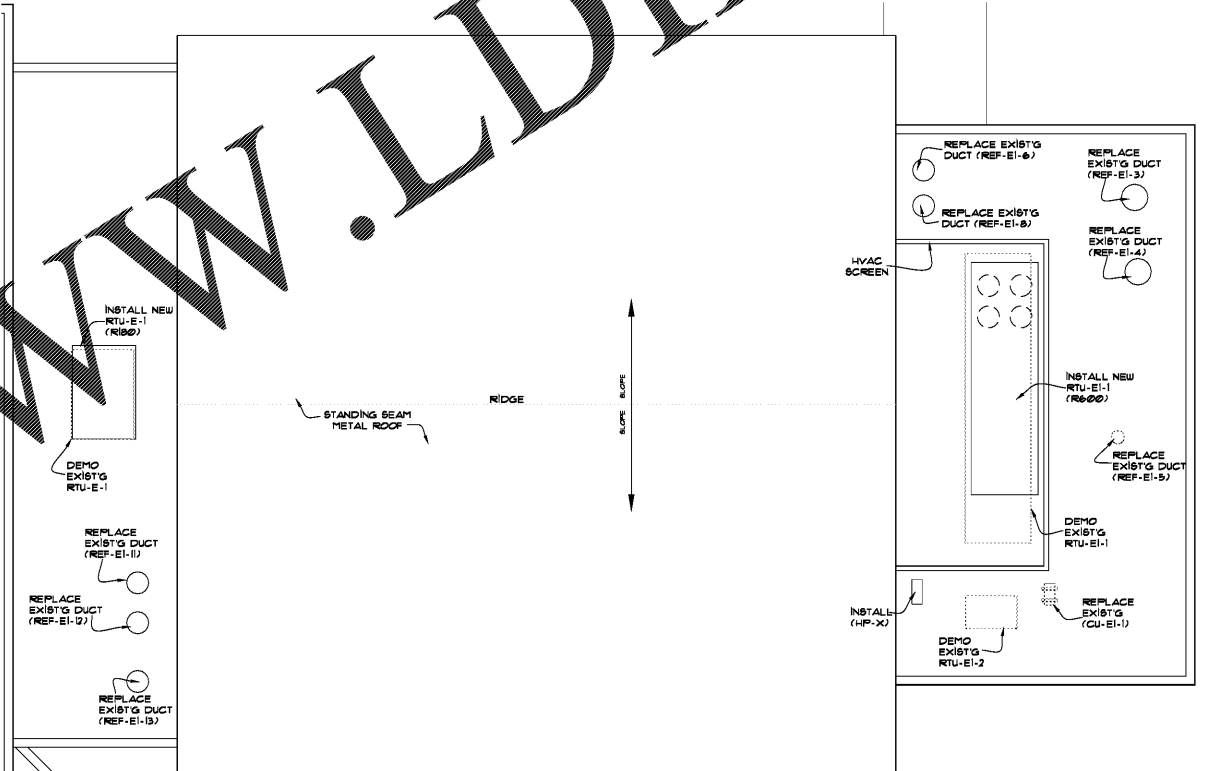 WWW.LDI
REPLACE EXIST'G
DUCT (REF-E1-6)
REPLACE
EXIST'G DUCT
(REF-E1-3)
REPLACE EXIST'G
DUCT (REF-E1-8)
REPLACE
EXIST'G DUCT
(REF-E1-4)
HVAC
SCREEN
INSTALL NEW
RTU-E-1
(R180)
INSTALL NEW
RTU-E1-1
(R600)
SLOPE
SLOPE
RIDGE
STANDING SEAM
METAL ROOF
DEMO
EXIST'G
RTU-E-1
REPLACE
EXIST'G DUCT
(REF-E1-5)
DEMO
EXIST'G
RTU-E1-1
REPLACE
EXIST'G DUCT
(REF-E1-11)
REPLACE
EXIST'G DUCT
(REF-E1-12)
INSTALL
(HP-X)
REPLACE
EXIST'G
(CU-E1-1)
DEMO
EXIST'G
RTU-E1-2
REPLACE
EXIST'G DUCT
(REF-E1-13)